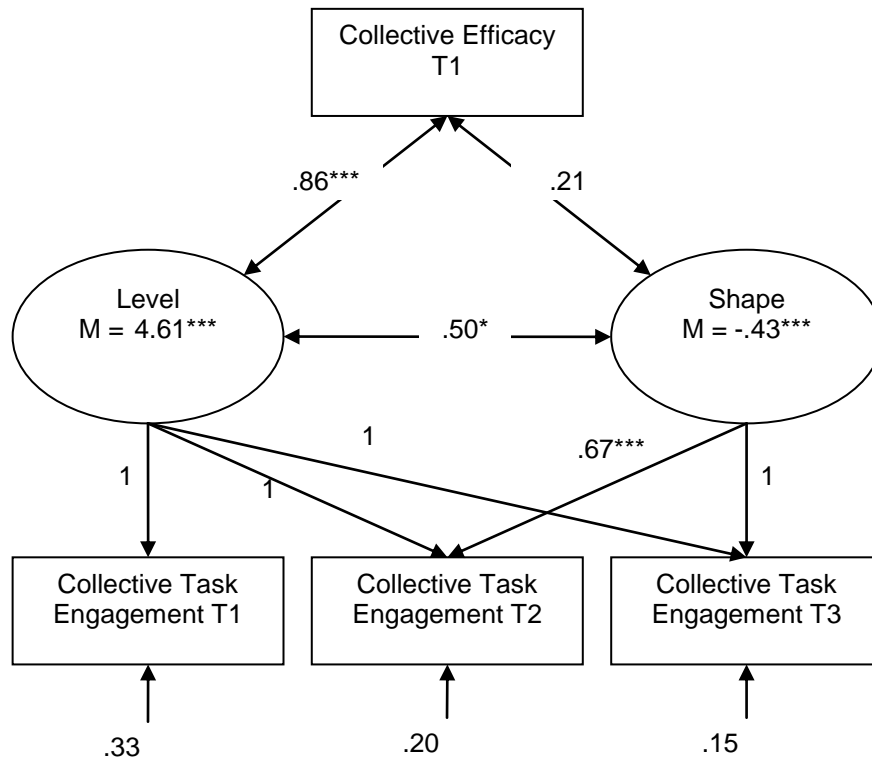 Collective Efficacy
T1
.86***
.21
Level
M = 4.61***
.50*
Shape
M = -.43***
1
1
1
.67***
1
Collective Task
Engagement T1
Collective Task
Engagement T2
Collective Task
Engagement T3
.33
.20
.15